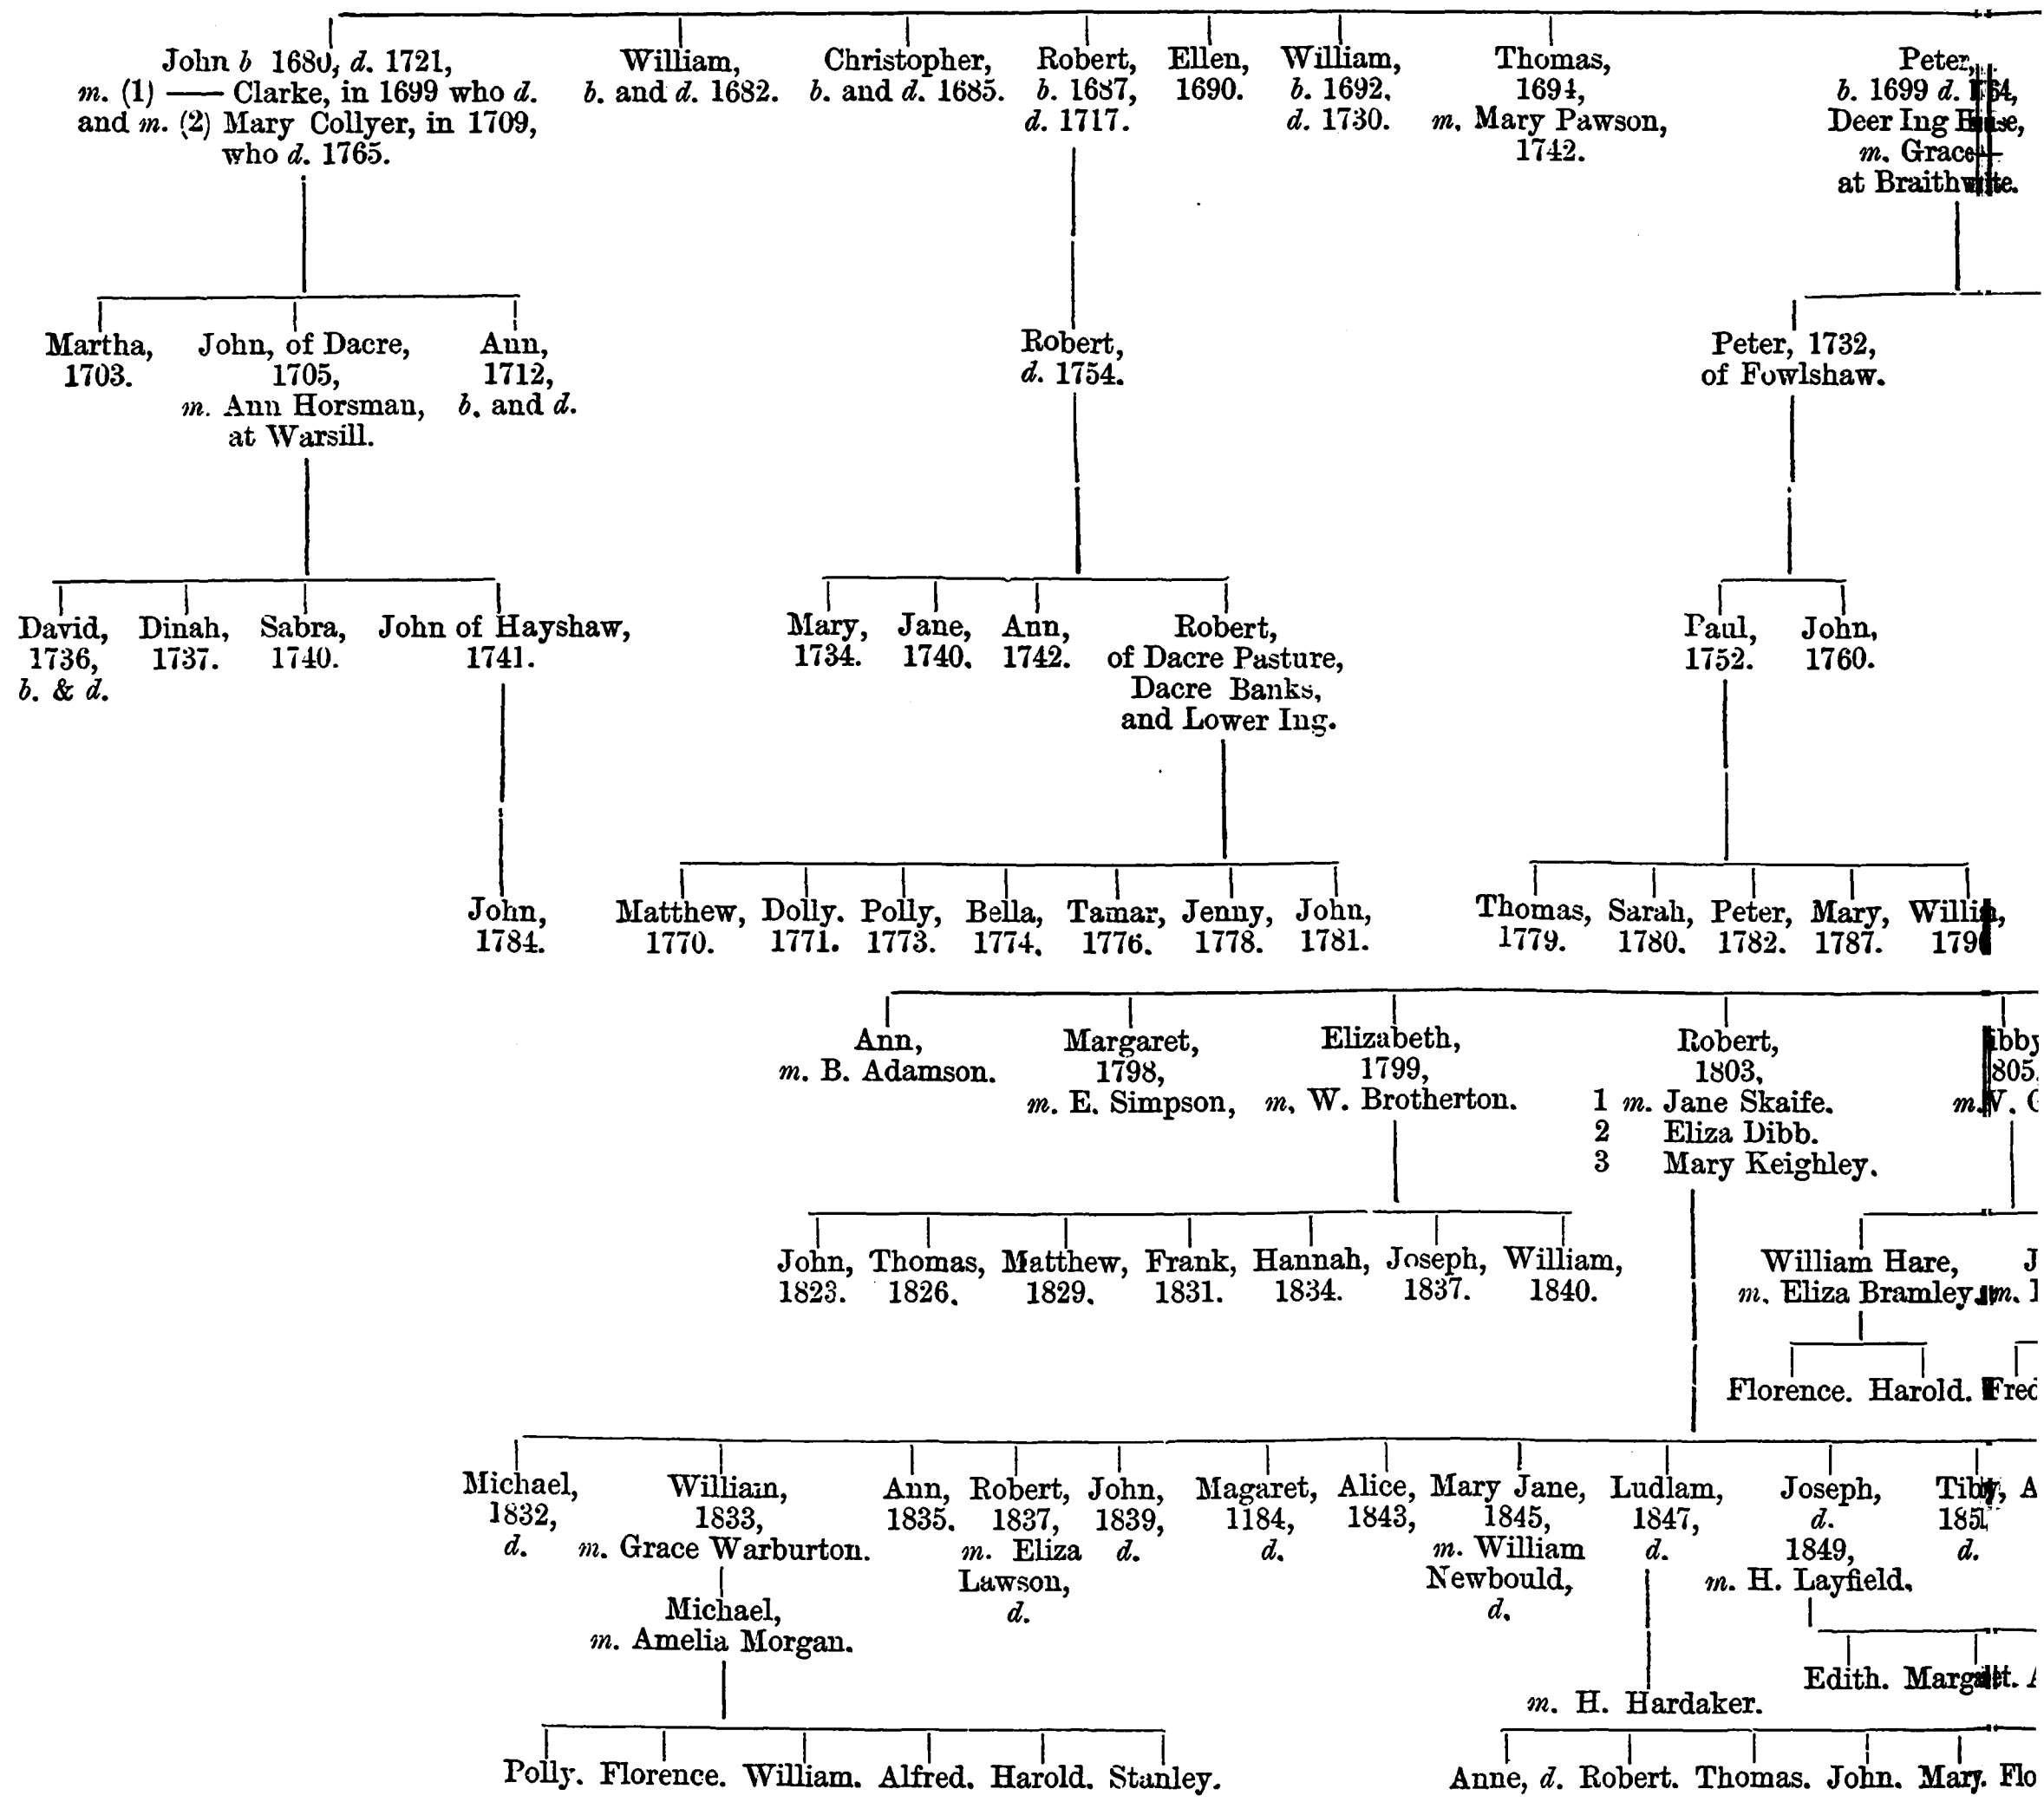 John b 1680, d. 1721,
m. (1) —— Clarke, in 1699 who d.
and m. (2) Mary Collyer, in 1709,
who d. 1765.
William,
b. and d. 1682.
Christopher,
b. and d. 1685.
Robert,
b. 1687,
d. 1717.
Ellen,
1690.
William,
b. 1692.
d. 1730.
Thomas,
1694,
m. Mary Pawson,
1742.
Peter,
b. 1699 d.
Deer Ing
m. Grace —
at Braithwaite.
Martha,
1703.
John, of Dacre,
1705,
m. Ann Horsman,
at Warsill.
Ann,
1712,
b. and d.
Robert,
d. 1754.
Peter, 1732,
of Fowlshaw.
David,
1736,
b. & d.
Dinah,
1737.
Sabra,
1740.
John of Hayshaw,
1741.
Mary,
1734.
Jane,
1740.
Ann,
1742.
Robert,
of Dacre Pasture,
Dacre Banks,
and Lower Ing.
Paul,
1752.
John,
1760.
John,
1784.
Matthew,
1770.
Dolly.
1771.
Polly,
1773.
Bella,
1774.
Tamar,
1776.
Jenny,
1778.
John,
1781.
Thomas,
1779.
Sarah,
1780.
Peter,
1782.
Mary,
1787.
Ann,
m. B. Adamson.
Margaret,
1798,
m. E. Simpson,
Elizabeth,
1799,
m. W. Brotherton.
Robert,
1803,
1 m. Jane Skaife.
2 Eliza Dibb.
3 Mary Keighley.
ibby
805.
m.
John,
1823.
Thomas,
1826.
Matthew,
1829.
Frank,
1831.
Hannah,
1834.
Joseph,
1837.
William,
1840.
William Hare,
m. Eliza Bramley.
J
m.
Florence. Harold. Fred
Michael,
1832,
d.
William,
1833,
m. Grace Warburton.
Ann,
1835.
Robert,
1837,
m. Eliza
Lawson,
d.
John,
1839,
d.
Magaret,
1184,
d.
Alice,
1843,
Mary Jane,
1845,
m. William
Newbould,
d.
Ludlam,
1847,
d.
Joseph,
d.
1849,
m. H. Layfield.
d.
A
Michael,
m. Amelia Morgan.
m. H. Hardaker.
Edith. Margaret. A
Polly. Florence. William. Alfred. Harold. Stanley.
Anne, d. Robert. Thomas. John. Mary. Flo